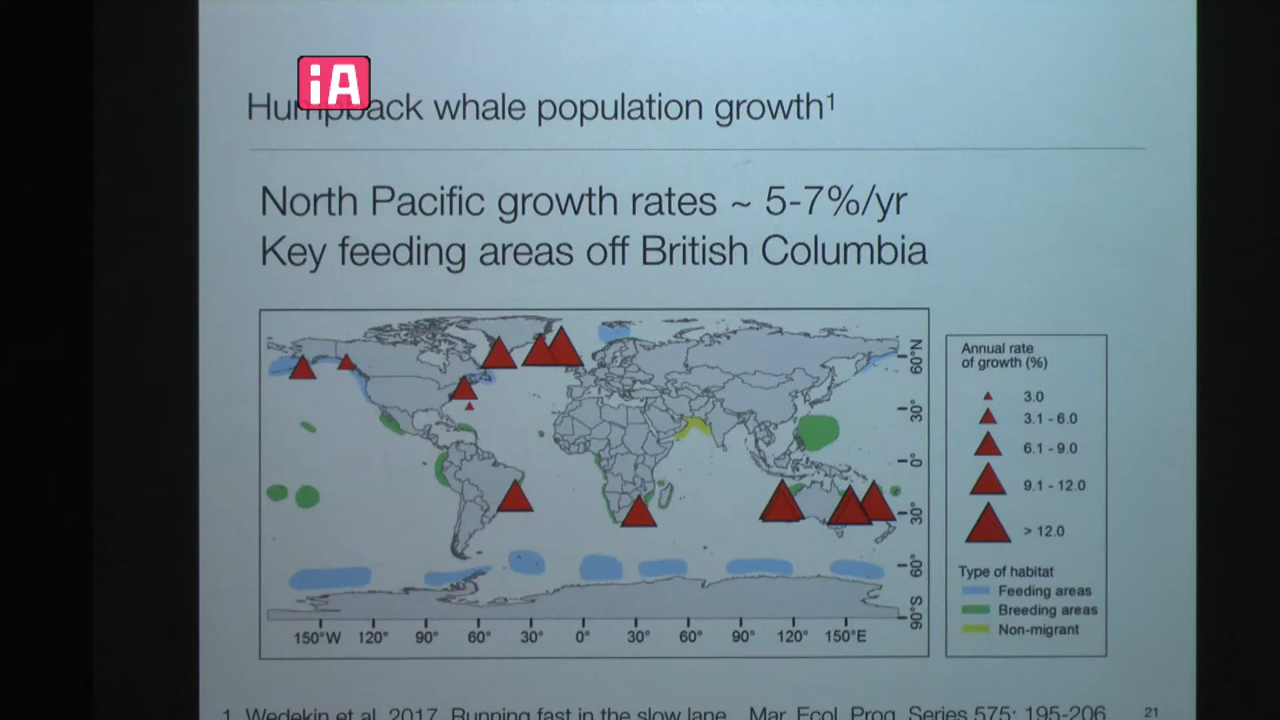 iA
Humpback whale population growth¹
North Pacific growth rates ~ 5-7%/yr
Key feeding areas off British Columbia
60°N
30°
0°
30°
60°
90°S
150°W 120° 90° 60° 30° 0° 30° 60° 90° 120° 150°E
Annual rate
of growth (%)
3.0
3.1 - 6.0
6.1 - 9.0
9.1 - 12.0
> 12.0
Type of habitat
Feeding areas
Breeding areas
Non-migrant
1. Wedekin et al. 2017. Running fast in the slow lane. Mar. Ecol. Prog. Series 575: 195-206
21